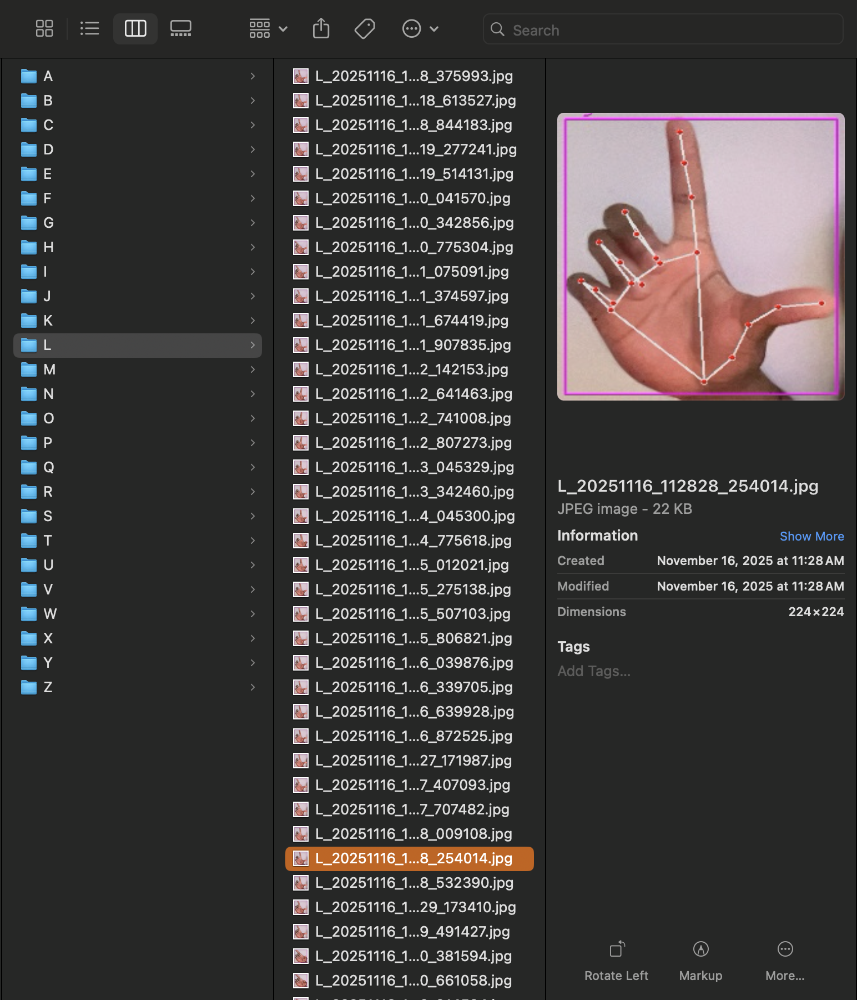 Search
A
B
C
D
E
F
G
H
I
J
K
L
M
N
O
P
Q
R
S
T
U
V
W
X
Y
Z
L_20251116_1...8_375993.jpg
L_20251116_1...18_613527.jpg
L_20251116_1...8_844183.jpg
L_20251116_1...19_277241.jpg
L_20251116_1...19_514131.jpg
L_20251116_1...0_041570.jpg
L_20251116_1...0_342856.jpg
L_20251116_1...0_775304.jpg
L_20251116_1...1_075091.jpg
L_20251116_1...1_374597.jpg
L_20251116_1...1_674419.jpg
L_20251116_1...1_907835.jpg
L_20251116_1...2_142153.jpg
L_20251116_1...2_641463.jpg
L_20251116_1...2_741008.jpg
L_20251116_1...2_807273.jpg
L_20251116_1...3_045329.jpg
L_20251116_1...3_342460.jpg
L_20251116_1...4_045300.jpg
L_20251116_1...4_775618.jpg
L_20251116_1...5_012021.jpg
L_20251116_1...5_275138.jpg
L_20251116_1...5_507103.jpg
L_20251116_1...5_806821.jpg
L_20251116_1...6_039876.jpg
L_20251116_1...6_339705.jpg
L_20251116_1...6_639928.jpg
L_20251116_1...6_872525.jpg
L_20251116_1...27_171987.jpg
L_20251116_1...7_407093.jpg
L_20251116_1...7_707482.jpg
L_20251116_1...8_009108.jpg
L_20251116_1...8_254014.jpg
L_20251116_1...8_532390.jpg
L_20251116_1...29_173410.jpg
L_20251116_1...9_491427.jpg
L_20251116_1...0_381594.jpg
L_20251116_1...0_661058.jpg
L_20251116_112828_254014.jpg
JPEG image - 22 KB
Information Show More
Created November 16, 2025 at 11:28 AM
Modified November 16, 2025 at 11:28 AM
Dimensions 224×224
Tags
Add Tags...
Rotate Left Markup More...